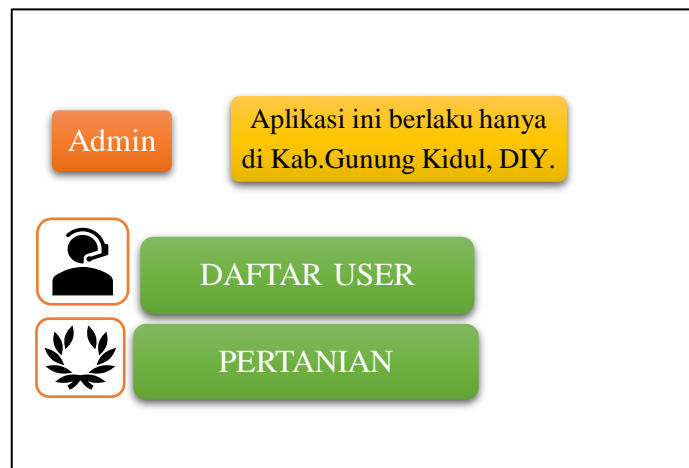 Admin
Aplikasi ini berlaku hanya
di Kab.Gunung Kidul, DIY.
DAFTAR USER
PERTANIAN